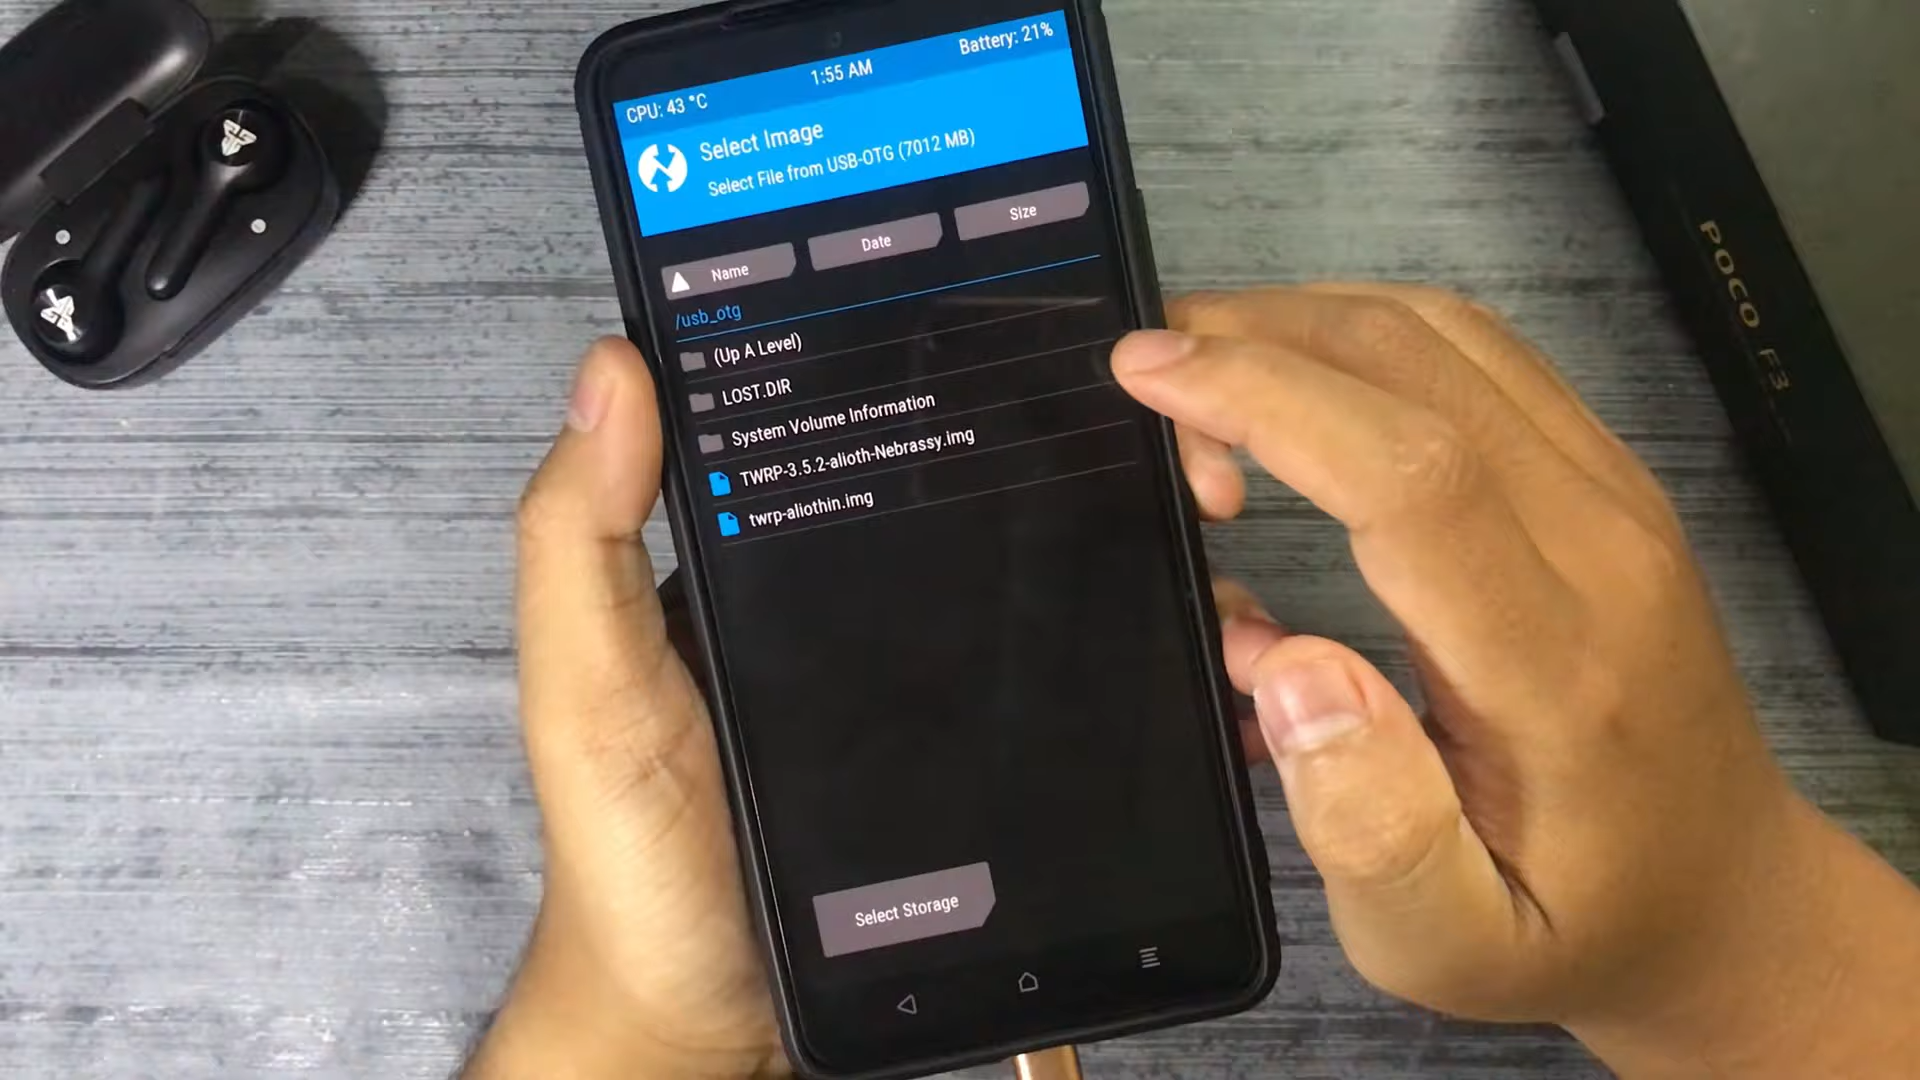 CPU: 43 °C
1:55 AM
Battery: 21%
Select Image
Select File from USB-OTG (7012 MB)
Name
Date
Size
/usb_otg
(Up A Level)
LOST.DIR
System Volume Information
TWRP-3.5.2-alioth-Nebrassy.img
twrp-aliothin.img
Select Storage
POCO F3